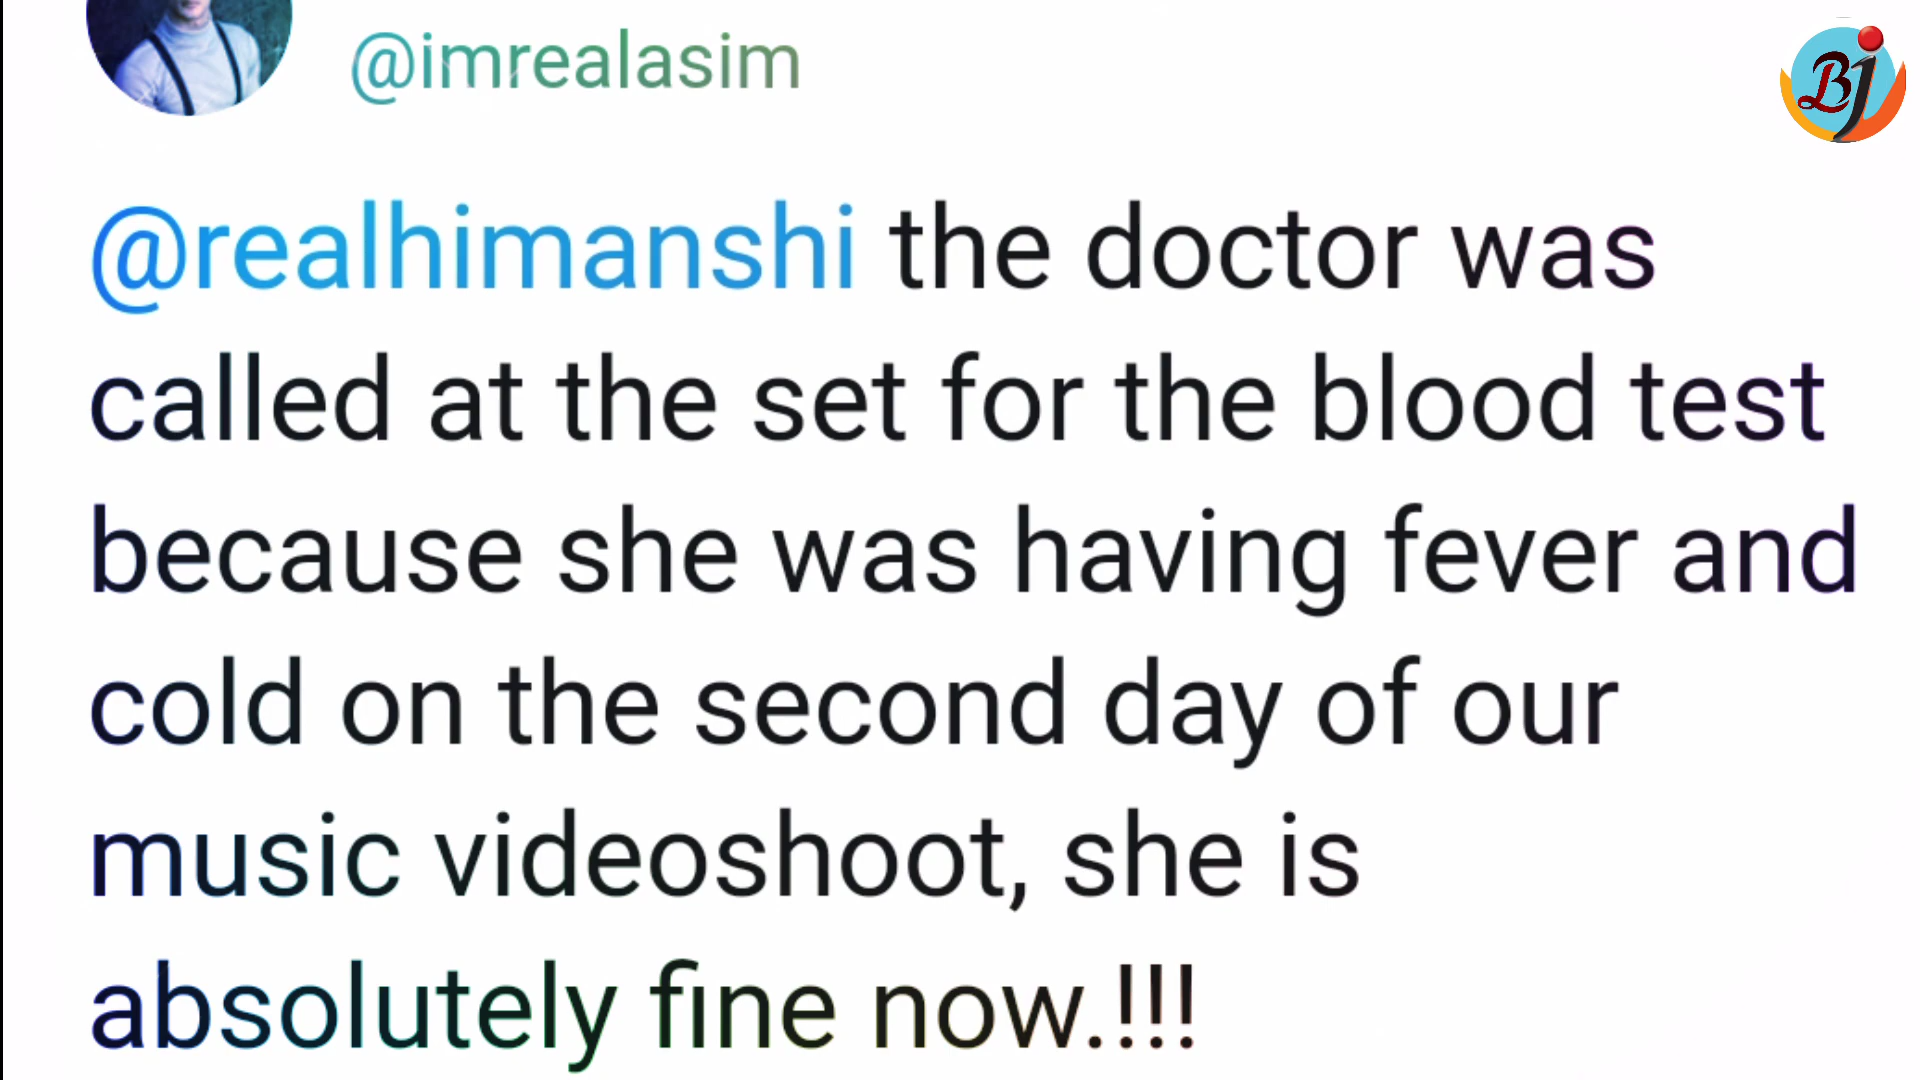 @imrealasim
Bj
@realhimanshi the doctor was
called at the set for the blood test
because she was having fever and
cold on the second day of our
music videoshoot, she is
absolutely fine now.!!!